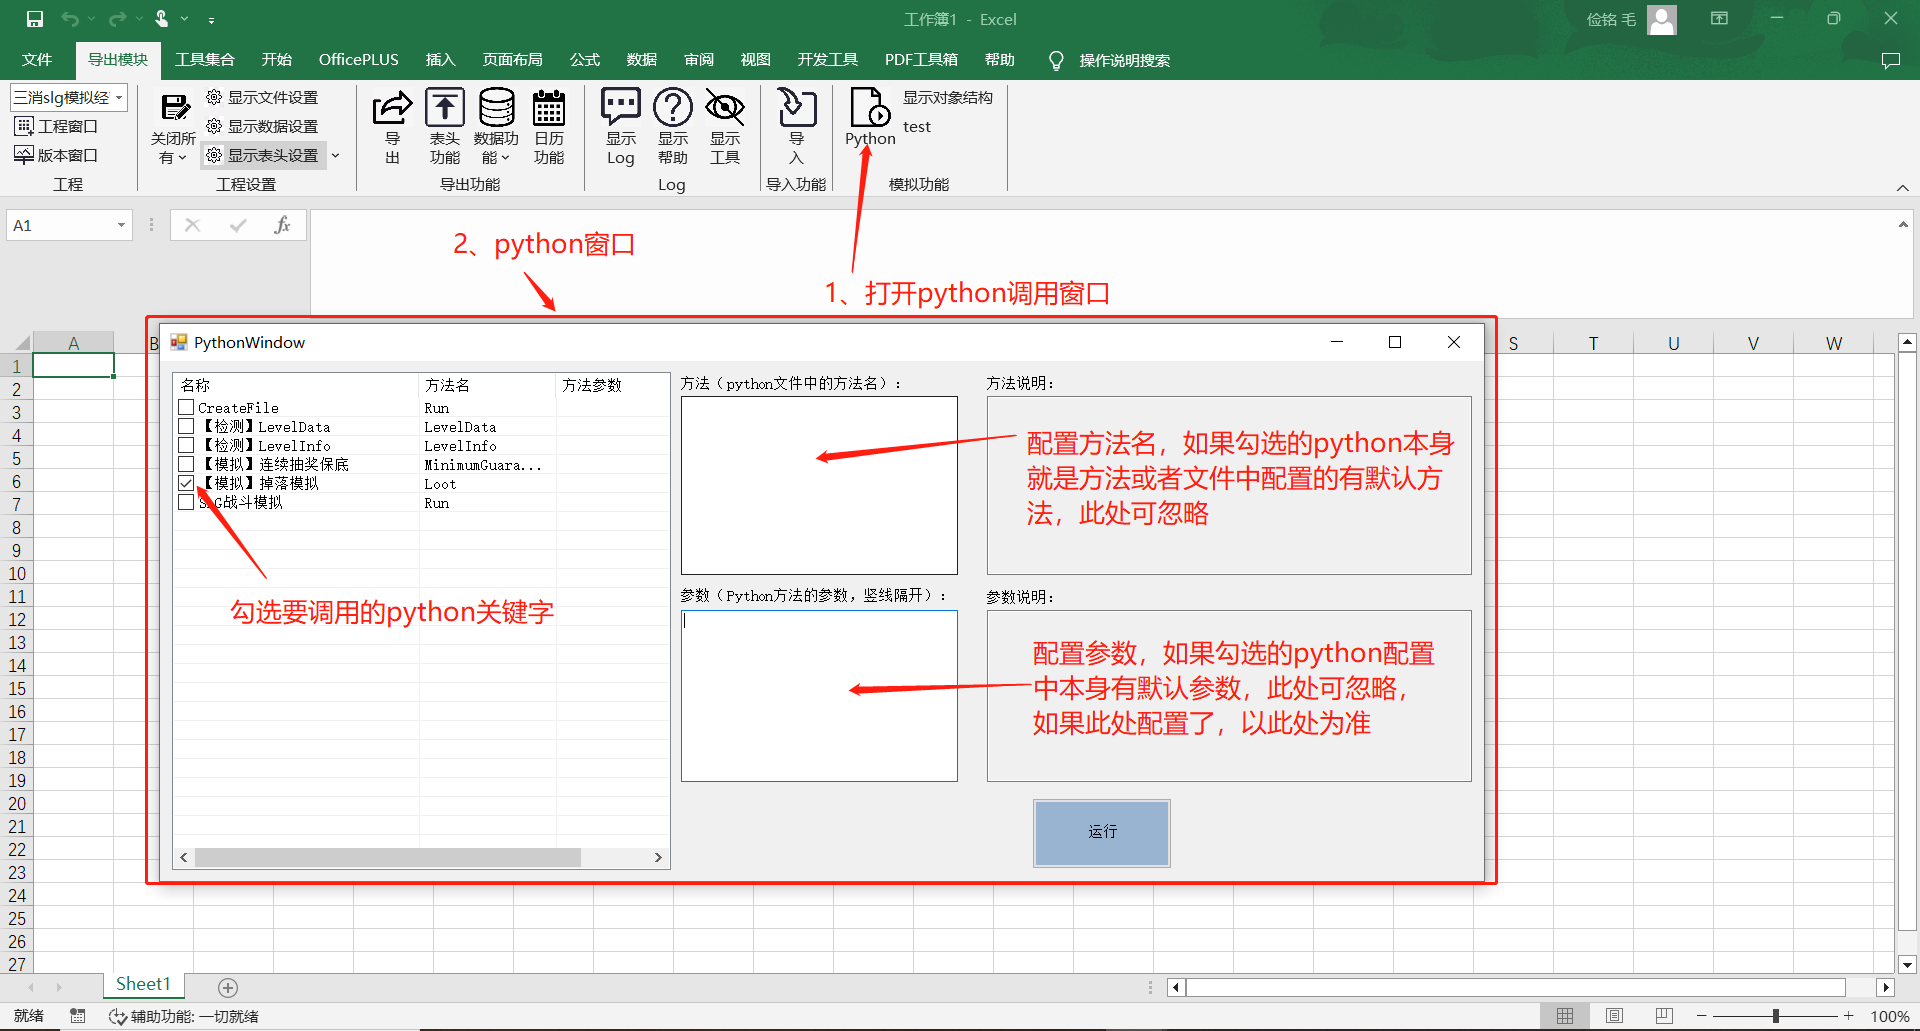 工作簿1 - Excel
俭铭 毛
文件
导出模块
工具集合
开始
OfficePLUS
插入
页面布局
公式
数据
审阅
视图
开发工具
PDF工具箱
帮助
操作说明搜索
三消slg模拟经
工程窗口
版本窗口
工程
关闭所
有
显示文件设置
显示数据设置
显示表头设置
工程设置
导
出
表头
功能
数据功
能
日历
功能
导出功能
显示
Log
显示
帮助
显示
工具
Log
导
入
导入功能
Python
显示对象结构
test
模拟功能
A1
fx
2、python窗口
1、打开python调用窗口
A
B
S
T
U
V
W
1
2
3
4
5
6
7
8
9
10
11
12
13
14
15
16
17
18
19
20
21
22
23
24
25
26
27
PythonWindow
名称 方法名 方法参数
CreateFile Run
【检测】LevelData LevelData
【检测】LevelInfo LevelInfo
【模拟】连续抽奖保底 MinimumGuara...
【模拟】掉落模拟 Loot
SLG战斗模拟 Run
勾选要调用的python关键字
方法（python文件中的方法名）：
方法说明：
配置方法名，如果勾选的python本身
就是方法或者文件中配置的有默认方
法，此处可忽略
参数（Python方法的参数，竖线隔开）：
参数说明：
配置参数，如果勾选的python配置
中本身有默认参数，此处可忽略，
如果此处配置了，以此处为准
运行
Sheet1
就绪
辅助功能: 一切就绪
100%